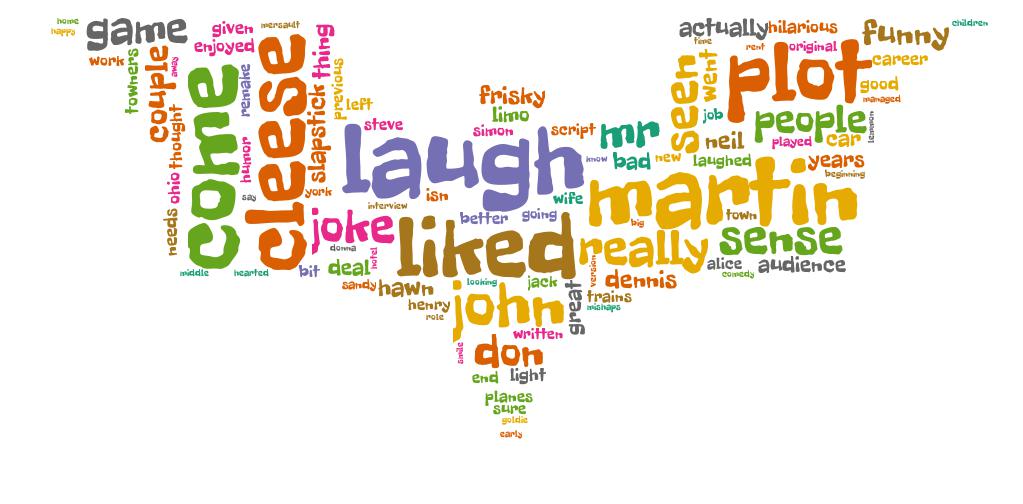 home
happy
game
work
towners
couple
away
thought
ohio
needs
given
enjoyed
mersault
come
remake
humor
say
cleese
thing
slapstick
previous
left
york
steve
middle
hearted
bit
joke
donna
hotel
deal
sandy
interview
isn
laugh
frisky
limo
simon
script
mr
know
bad
new
wife
better
going
liked
really
hawn
henry
role
looking
jack
john
great
written
smile
don
end
light
planes
sure
goldie
early
version
dennis
trains
mishaps
big
martin
town
sense
alice
audience
comedy
seen
went
time
actually
hilarious
rent
original
plot
funny
children
career
good
managed
job
neil
people
lemmon
played
car
laughed
years
beginning